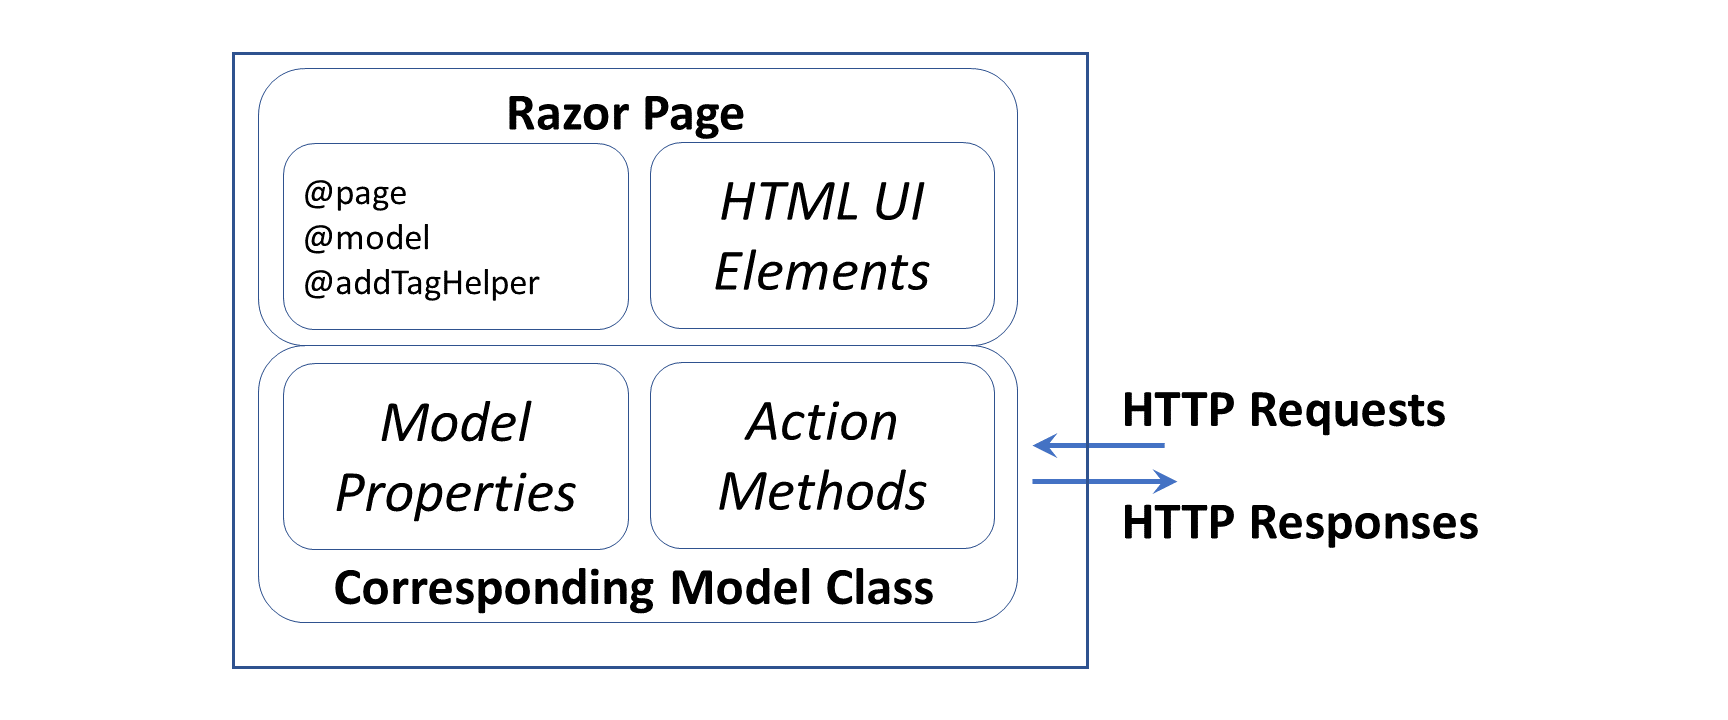 Razor Page
@page
@model
@addTagHelper
HTML UI
Elements
Model
Properties
Action
Methods
Corresponding Model Class
HTTP Requests
HTTP Responses